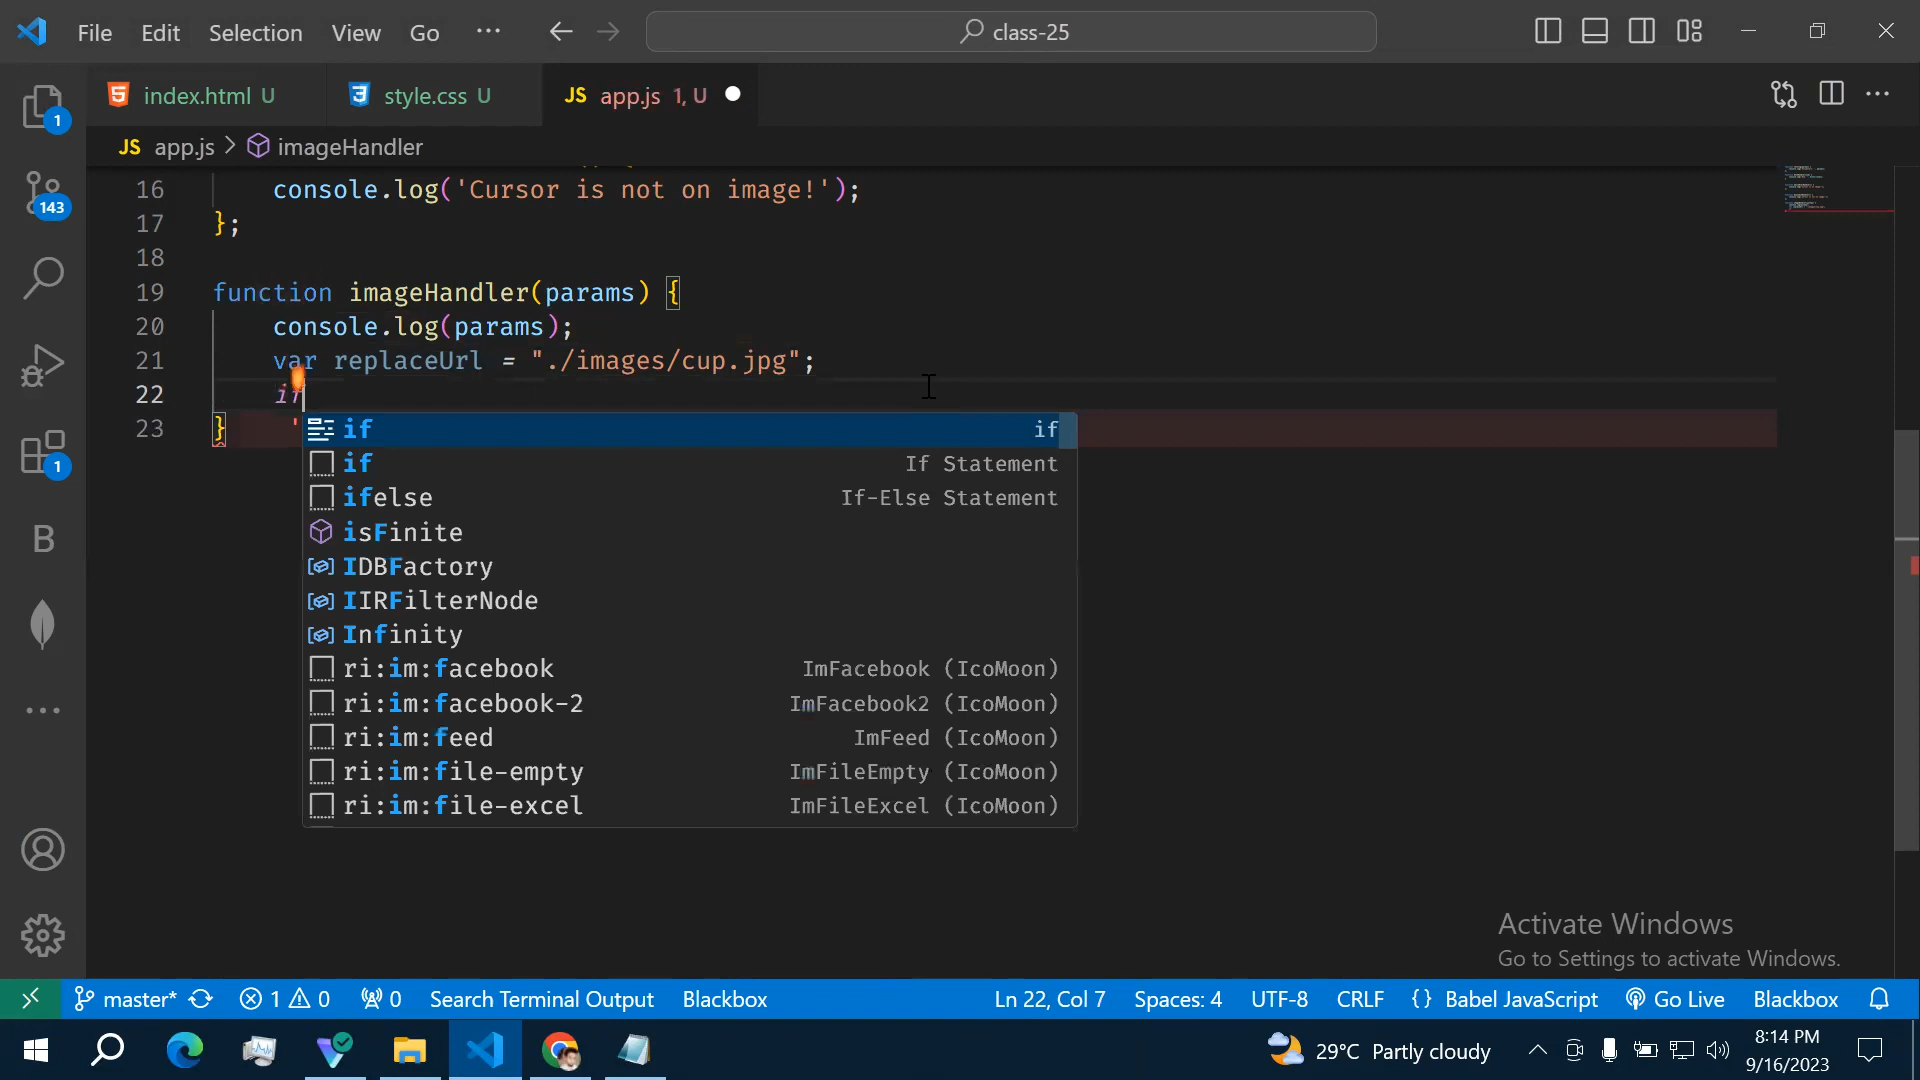 File Edit Selection View Go ··· class-25
index.html U style.css U JS app.js 1, U
JS app.js > imageHandler
16 console.log('Cursor is not on image!');
17 };
18
19 function imageHandler(params) {
20 console.log(params);
21 var replaceUrl = "./images/cup.jpg";
22 if
23 }
if if
if If Statement
ifelse If-Else Statement
isFinite
IDBFactory
IIRFilterNode
Infinity
ri:im:facebook ImFacebook (IcoMoon)
ri:im:facebook-2 ImFacebook2 (IcoMoon)
ri:im:feed ImFeed (IcoMoon)
ri:im:file-empty ImFileEmpty (IcoMoon)
ri:im:file-excel ImFileExcel (IcoMoon)
1
143
1
B
Activate Windows
Go to Settings to activate Windows.
master* 1 0 0 Search Terminal Output Blackbox Ln 22, Col 7 Spaces: 4 UTF-8 CRLF {} Babel JavaScript Go Live Blackbox
29°C Partly cloudy 8:14 PM
9/16/2023